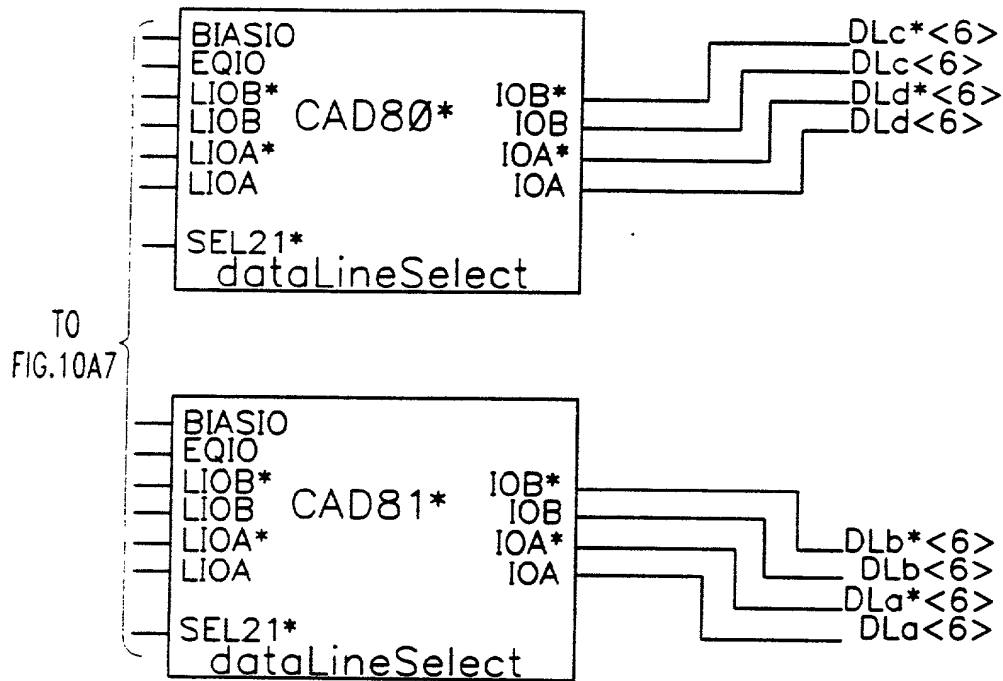 BIASIO
EQIO
LIOB*
LIOB
LIOA*
LIOA
SEL21*
CAD80*
dataLineSelect
IOB*
IOB
IOA*
IOA
DLc*<6>
DLc<6>
DLd*<6>
DLd<6>
TO
FIG.10A7
BIASIO
EQIO
LIOB*
LIOB
LIOA*
LIOA
SEL21*
CAD81*
dataLineSelect
IOB*
IOB
IOA*
IOA
DLb*<6>
DLb<6>
DLa*<6>
DLa<6>